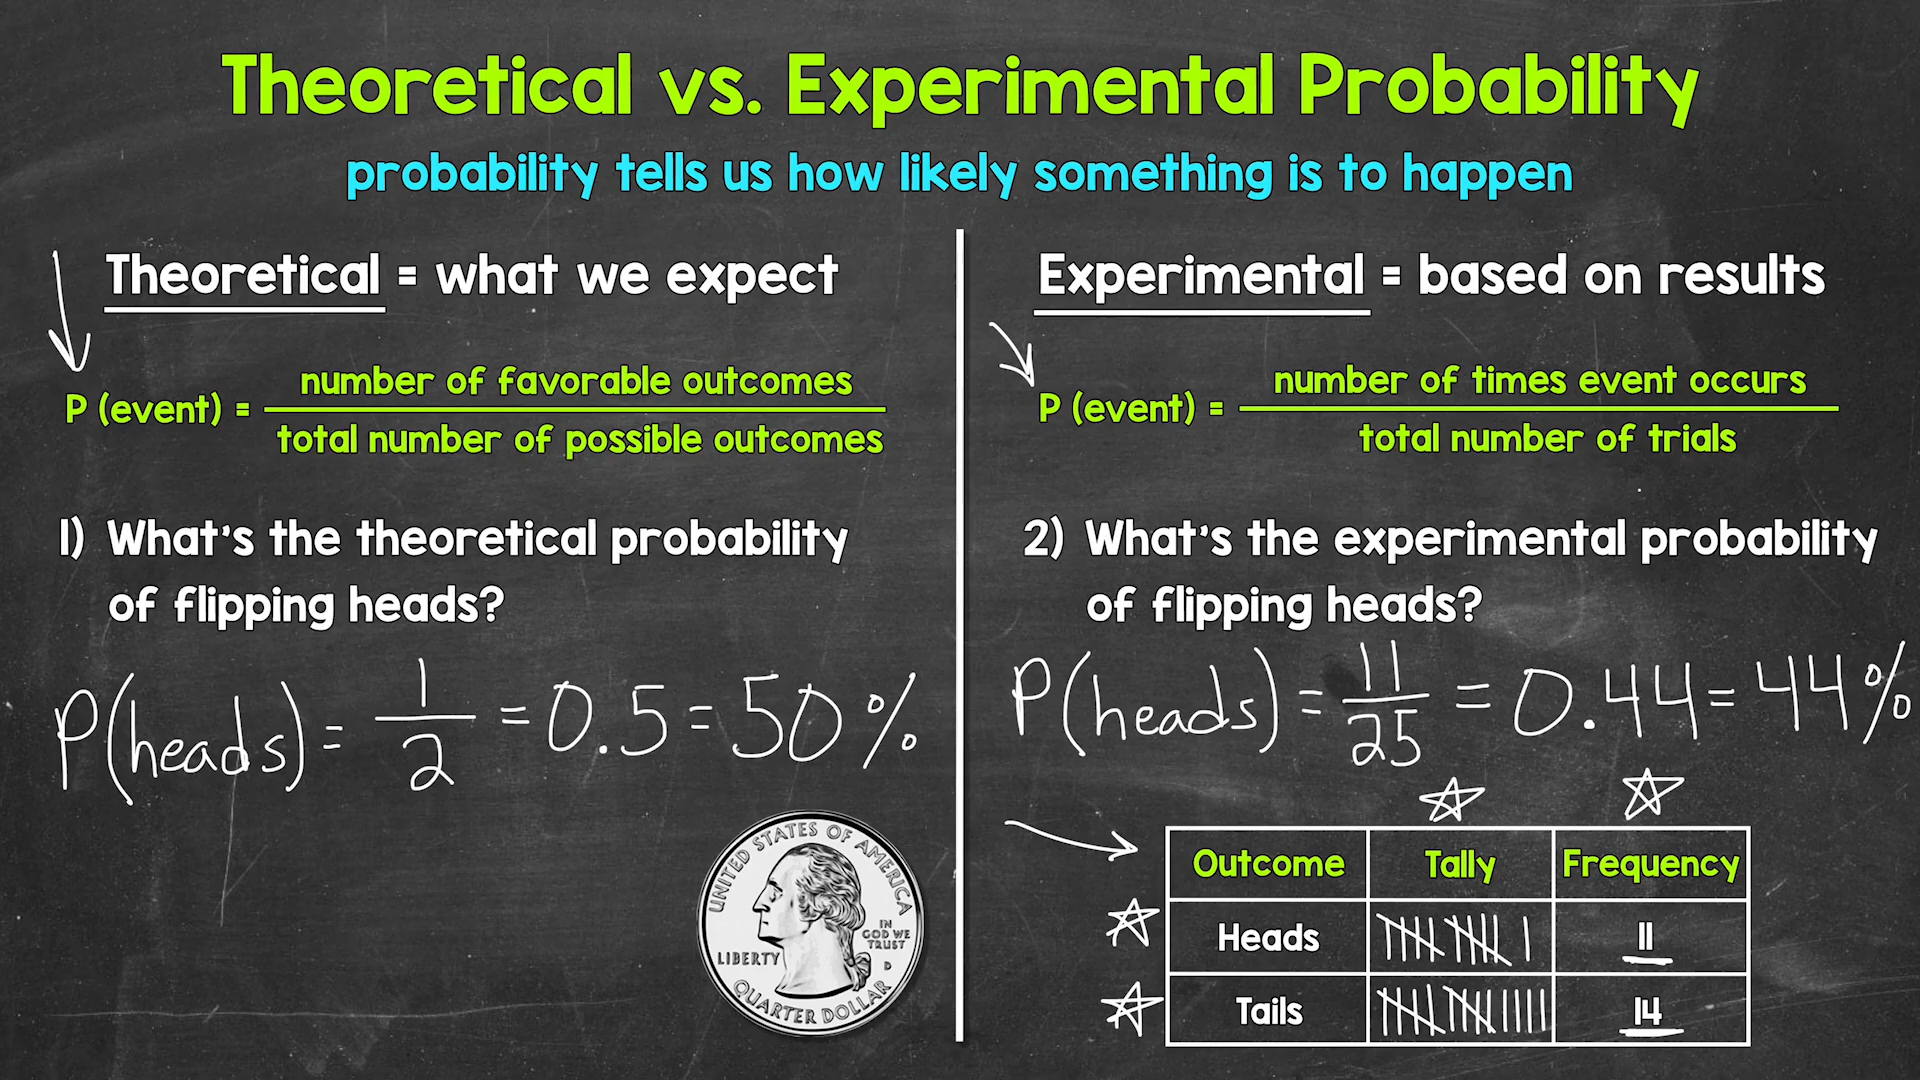 Theoretical vs. Experimental Probability
probability tells us how likely something is to happen
Theoretical = what we expect
P (event) = number of favorable outcomes
total number of possible outcomes
1) What's the theoretical probability
of flipping heads?
P(heads) = 1/2 = 0.5 = 50%
UNITED STATES OF AMERICA
IN
GOD WE
TRUST
LIBERTY
D
QUARTER DOLLAR
Experimental = based on results
P (event) = number of times event occurs
total number of trials
2) What's the experimental probability
of flipping heads?
P(heads) = 11/25 = 0.44 = 44%
Outcome Tally Frequency
Heads 11
Tails 14